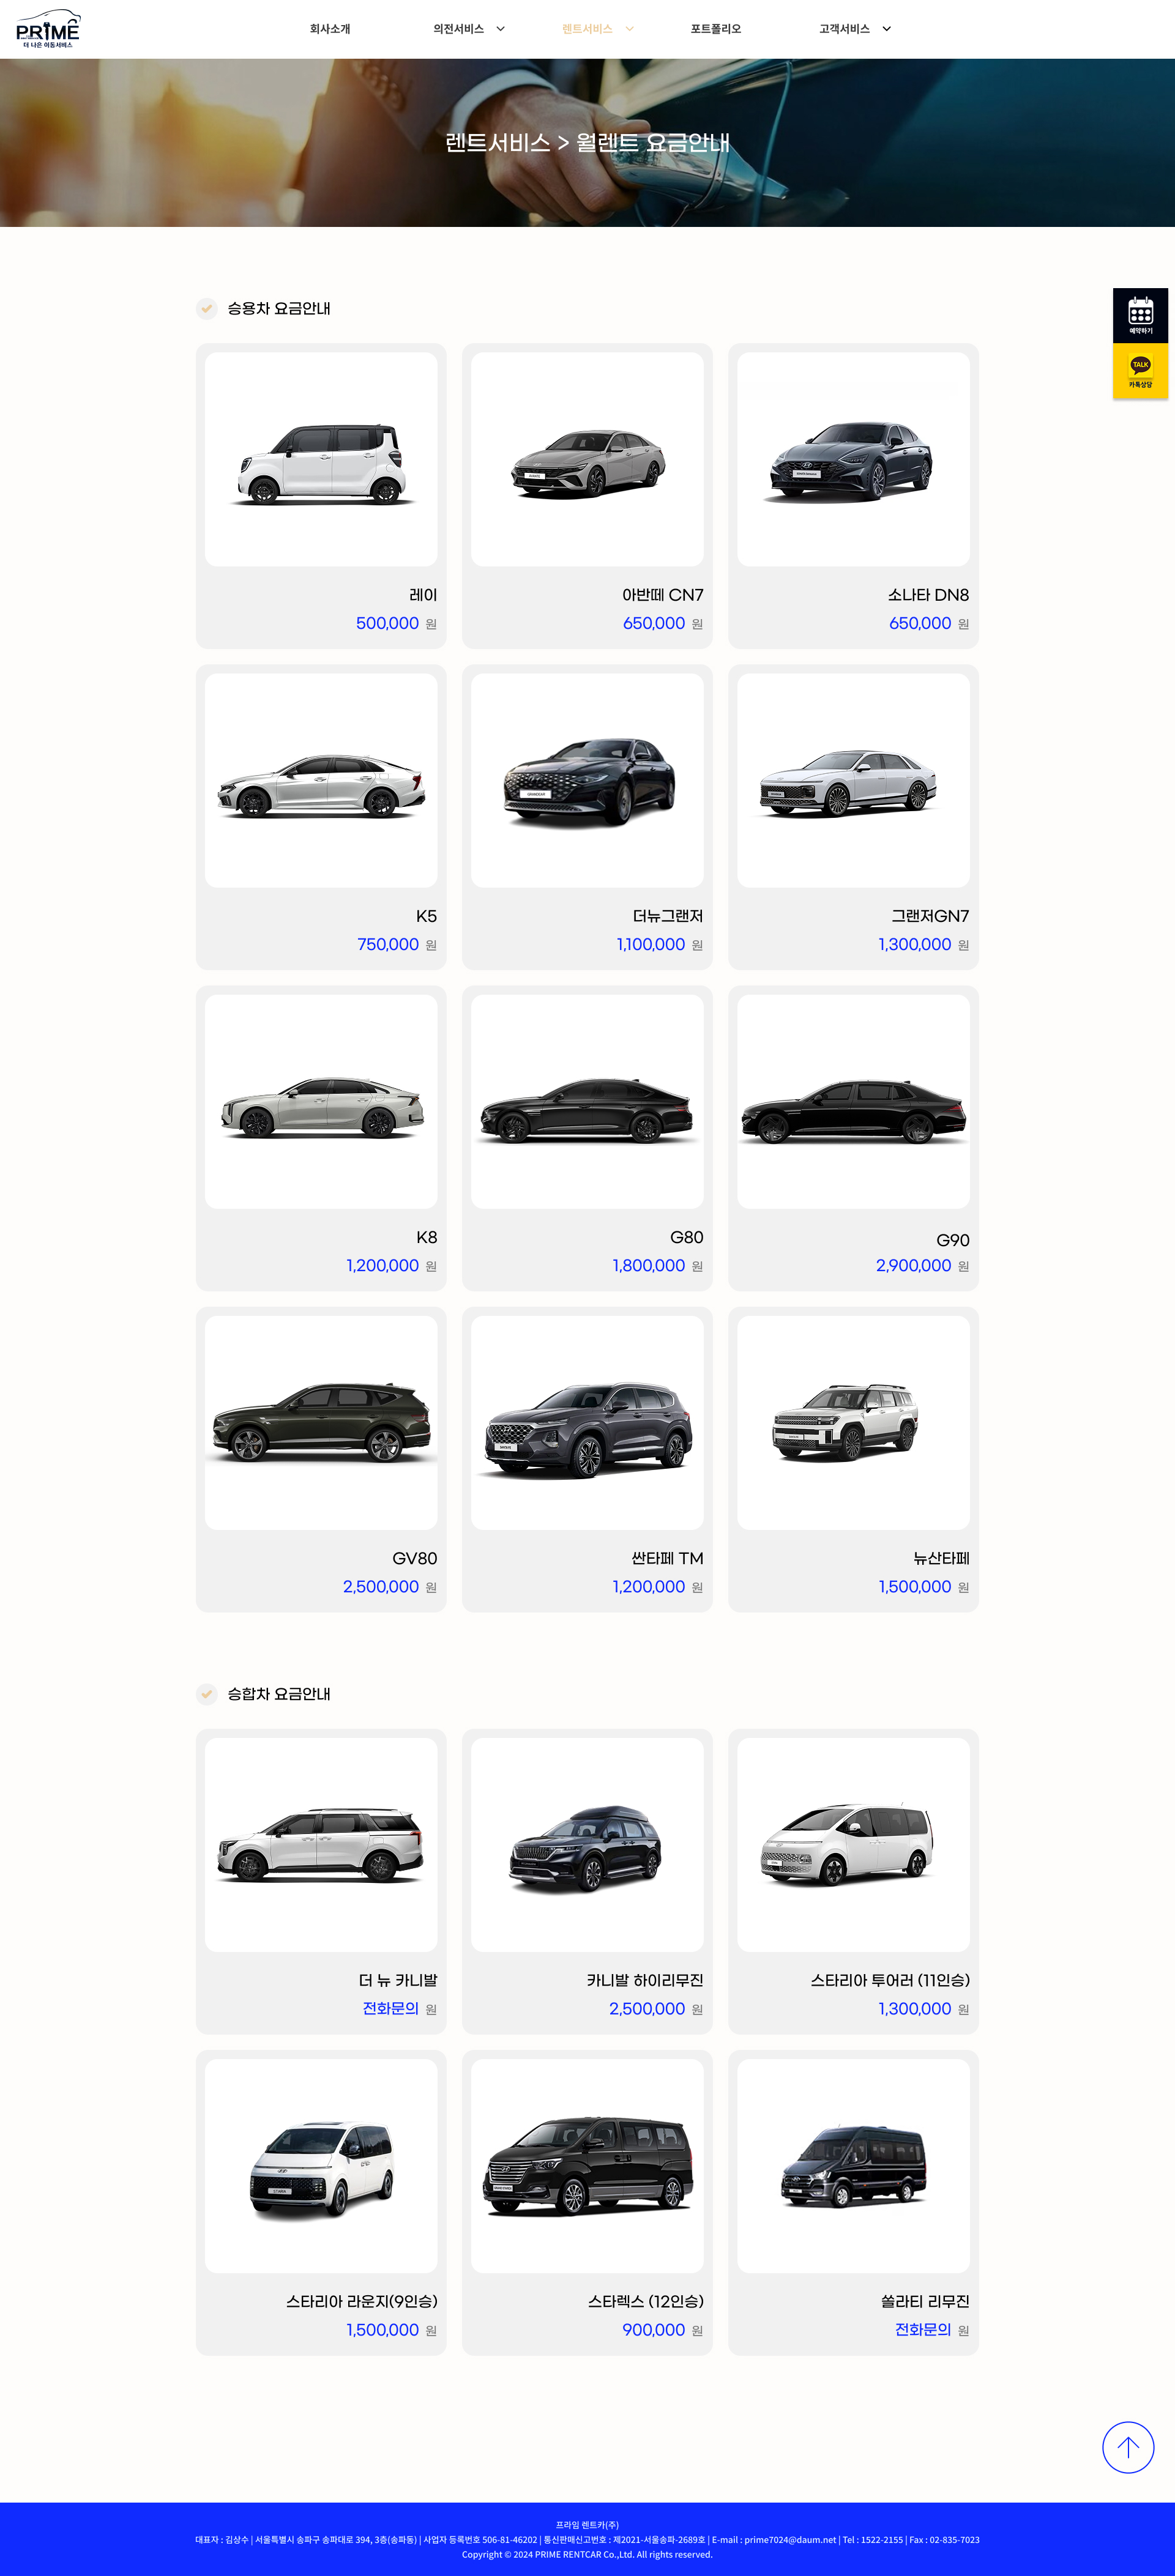 PRIME
더 나은 이동서비스
회사소개
의전서비스
렌트서비스
포트폴리오
고객서비스
렌트서비스 > 월렌트 요금안내
예약하기
TALK
카톡상담
승용차 요금안내
레이
500,000 원
아반떼 CN7
650,000 원
소나타 DN8
650,000 원
K5
750,000 원
더뉴그랜저
1,100,000 원
그랜저GN7
1,300,000 원
K8
1,200,000 원
G80
1,800,000 원
G90
2,900,000 원
GV80
2,500,000 원
싼타페 TM
1,200,000 원
뉴산타페
1,500,000 원
승합차 요금안내
더 뉴 카니발
전화문의 원
카니발 하이리무진
2,500,000 원
스타리아 투어러 (11인승)
1,300,000 원
스타리아 라운지(9인승)
1,500,000 원
스타렉스 (12인승)
900,000 원
쏠라티 리무진
전화문의 원
프라임 렌트카(주)
대표자 : 김상수 | 서울특별시 송파구 송파대로 394, 3층(송파동) | 사업자 등록번호 506-81-46202 | 통신판매신고번호 : 제2021-서울송파-2689호 | E-mail : prime7024@daum.net | Tel : 1522-2155 | Fax : 02-835-7023
Copyright © 2024 PRIME RENTCAR Co.,Ltd. All rights reserved.